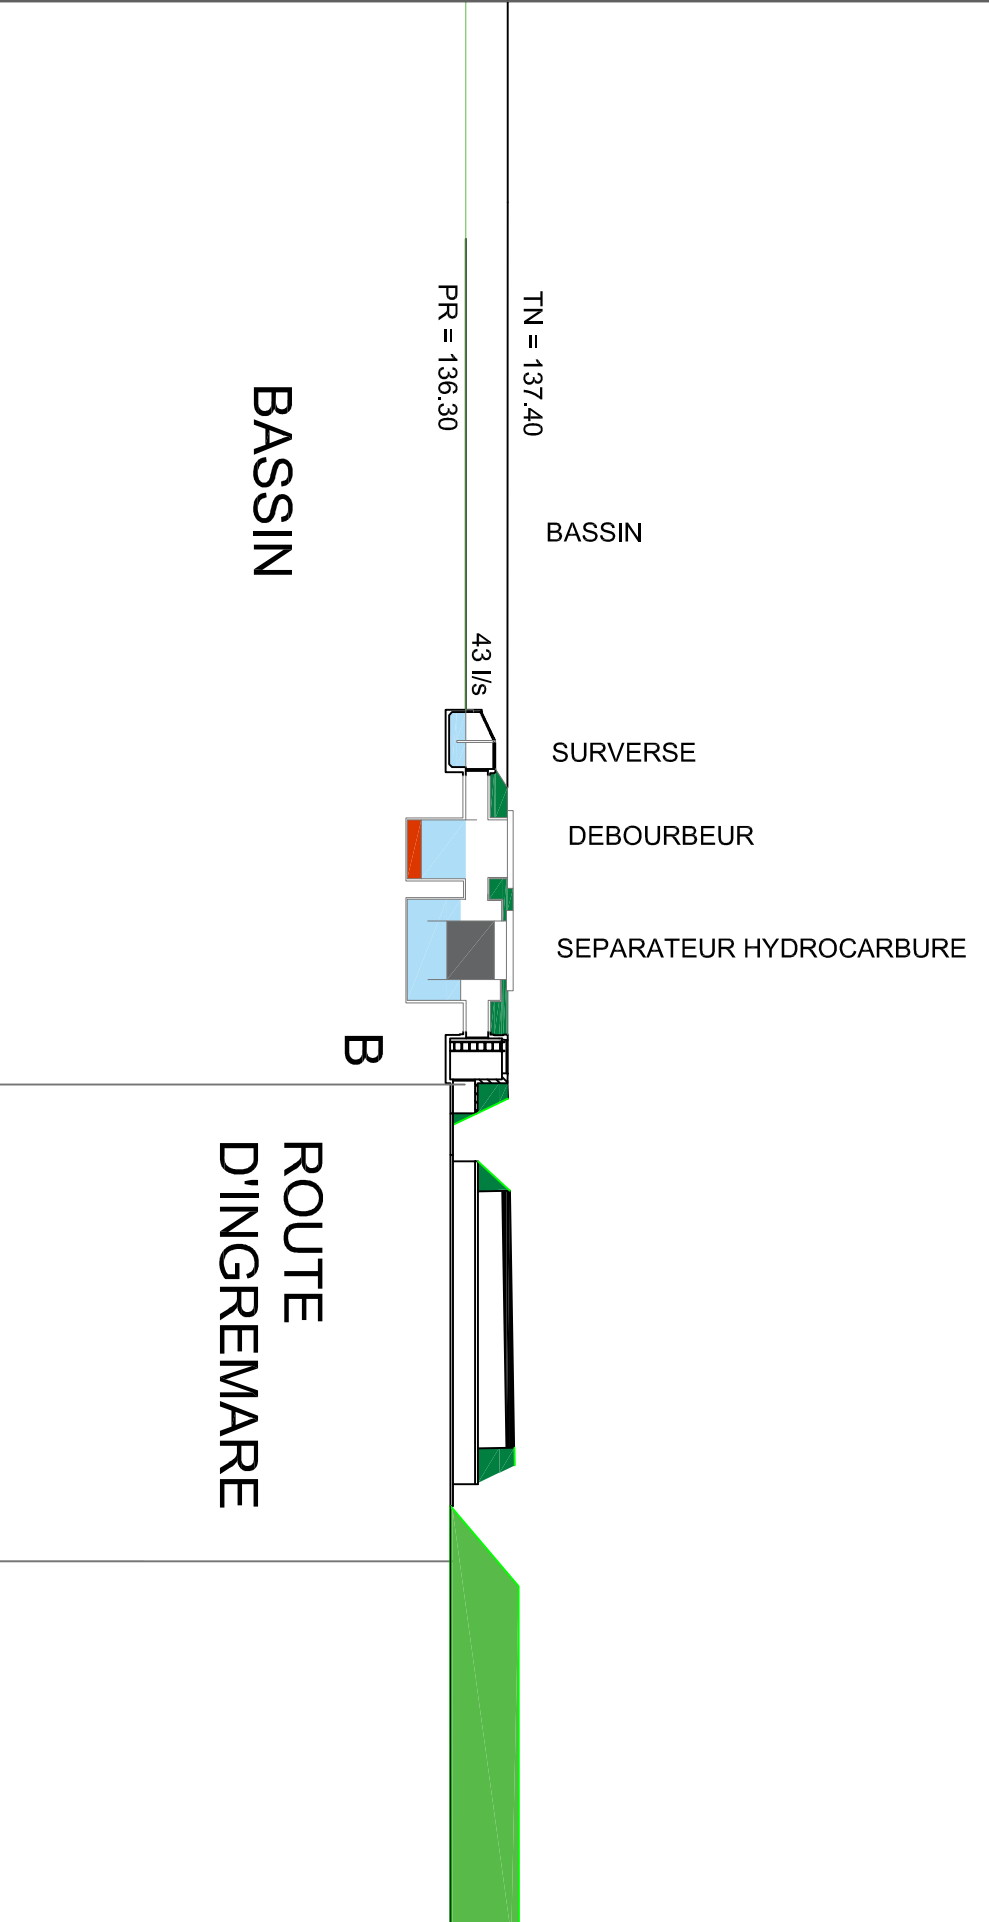 TN = 137.40
PR = 136.30
BASSIN
BASSIN
43 l/s
SURVERSE
DEBOURBEUR
SEPARATEUR HYDROCARBURE
B
ROUTE
D'INGREMARE